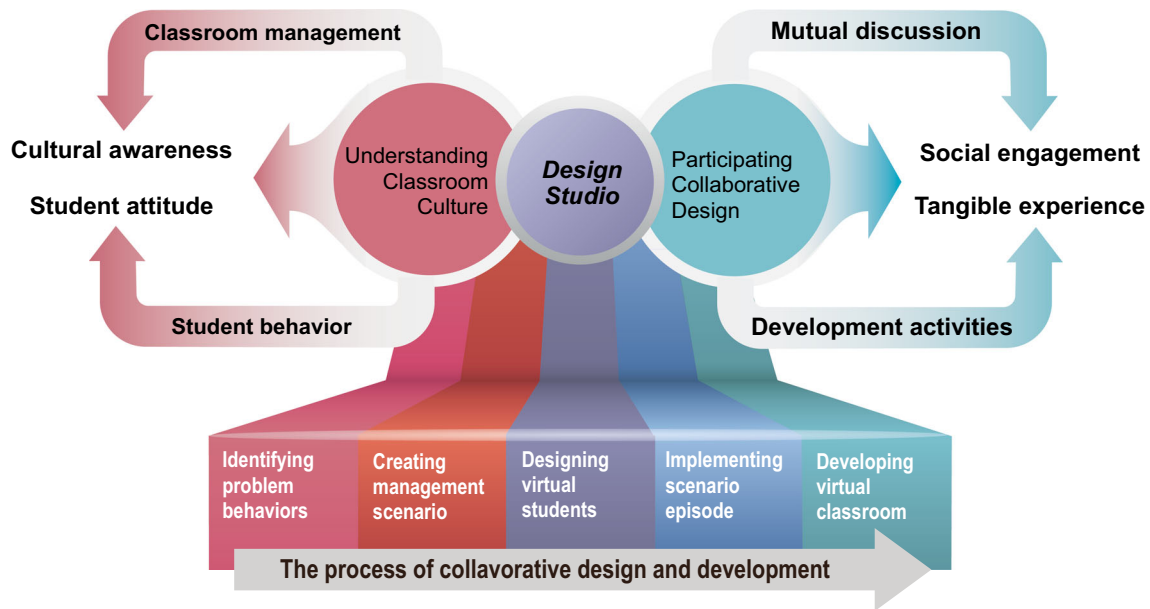 Classroom management
Mutual discussion
Cultural awareness
Student attitude
Understanding
Classroom
Culture
Design
Studio
Participating
Collaborative
Design
Social engagement
Tangible experience
Student behavior
Development activities
Identifying
problem
behaviors
Creating
management
scenario
Designing
virtual
students
Implementing
scenario
episode
Developing
virtual
classroom
The process of collavorative design and development